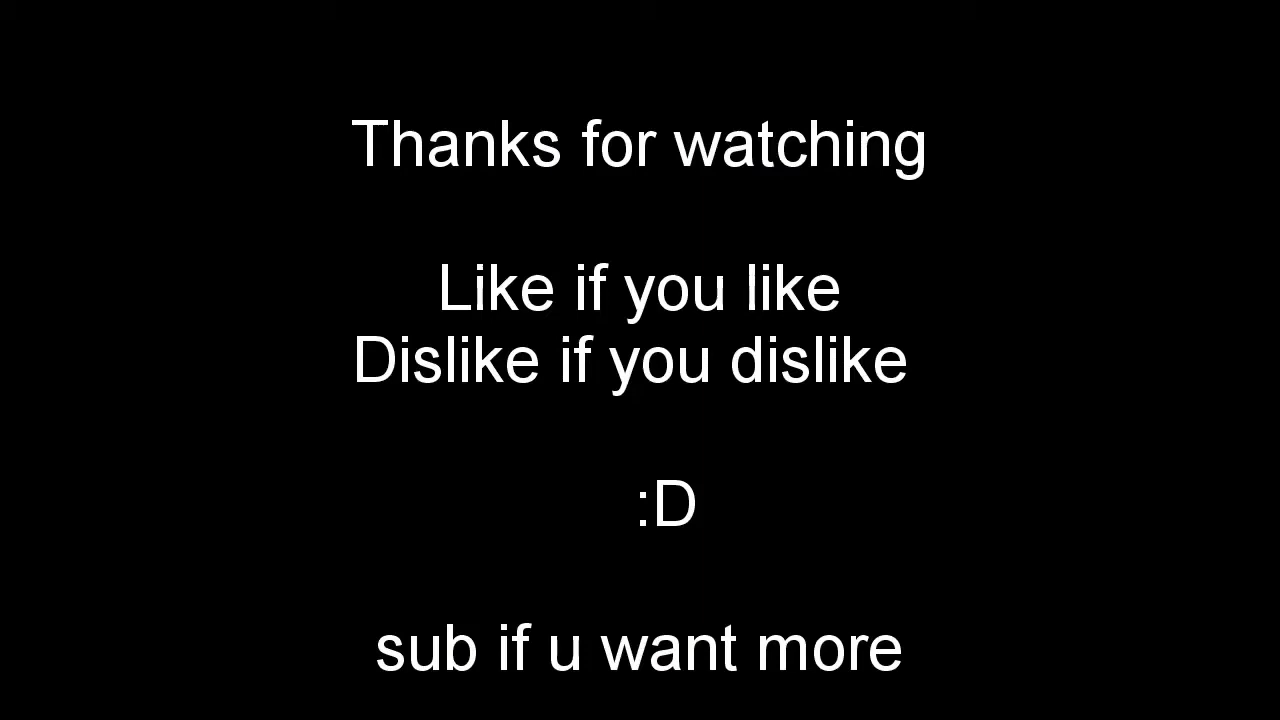 Thanks for watching
Like if you like
Dislike if you dislike
:D
sub if u want more